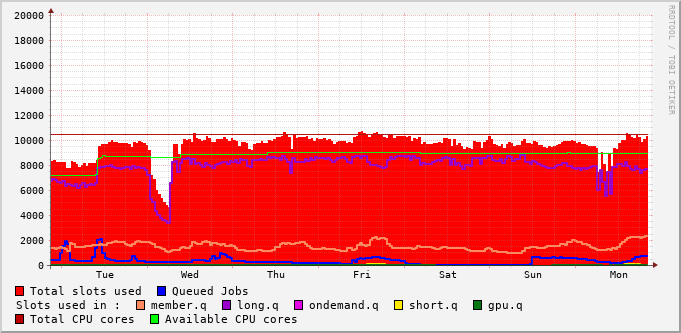 20000
18000
16000
14000
12000
10000
8000
6000
4000
2000
0
Tue Wed Thu Fri Sat Sun Mon
RRDTOOL / TOBI OETIKER
Total slots used Queued Jobs
Slots used in : member.q long.q ondemand.q short.q gpu.q
Total CPU cores Available CPU cores